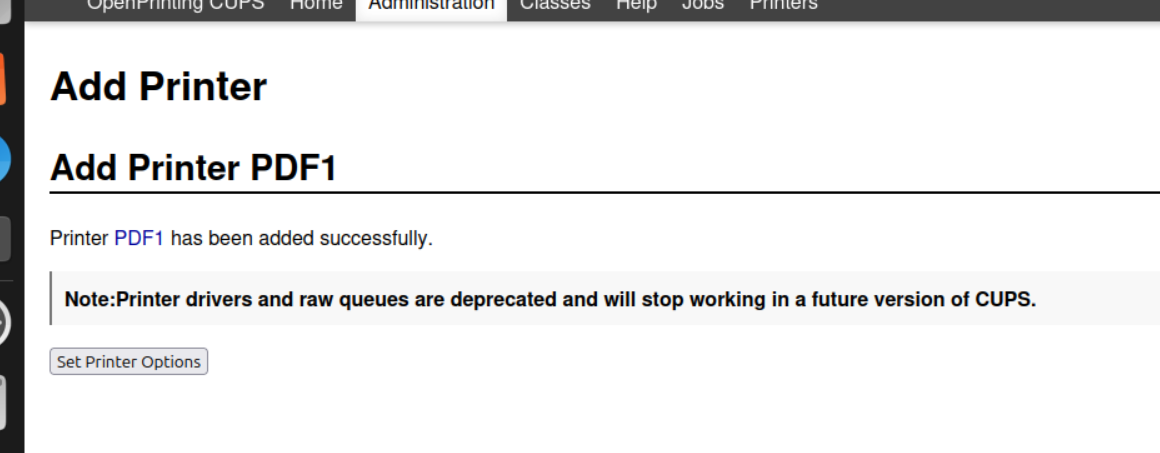 OpenPrinting CUPS Home Administration Classes Help Jobs Printers
Add Printer
Add Printer PDF1
Printer PDF1 has been added successfully.
Note:Printer drivers and raw queues are deprecated and will stop working in a future version of CUPS.
Set Printer Options